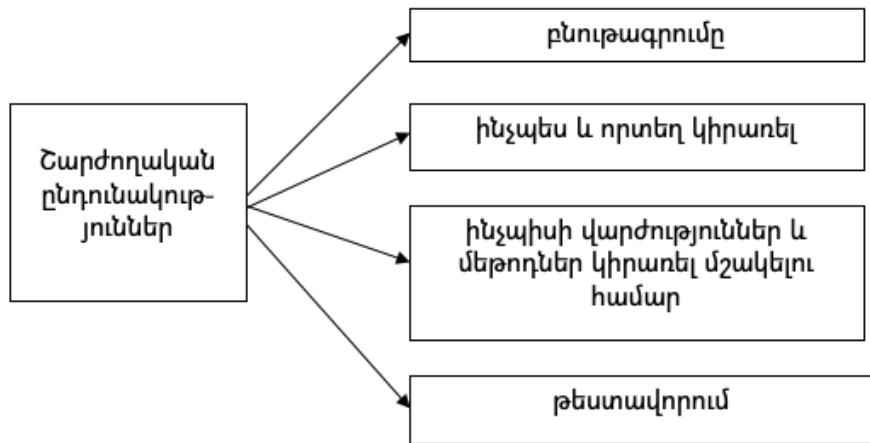 Շարժողական
ընդունակութ-
յուններ
բնութագրումը
ինչպես և որտեղ կիրառել
ինչպիսի վարժություններ և
մեթոդներ կիրառել մշակելու
համար
թեստավորում